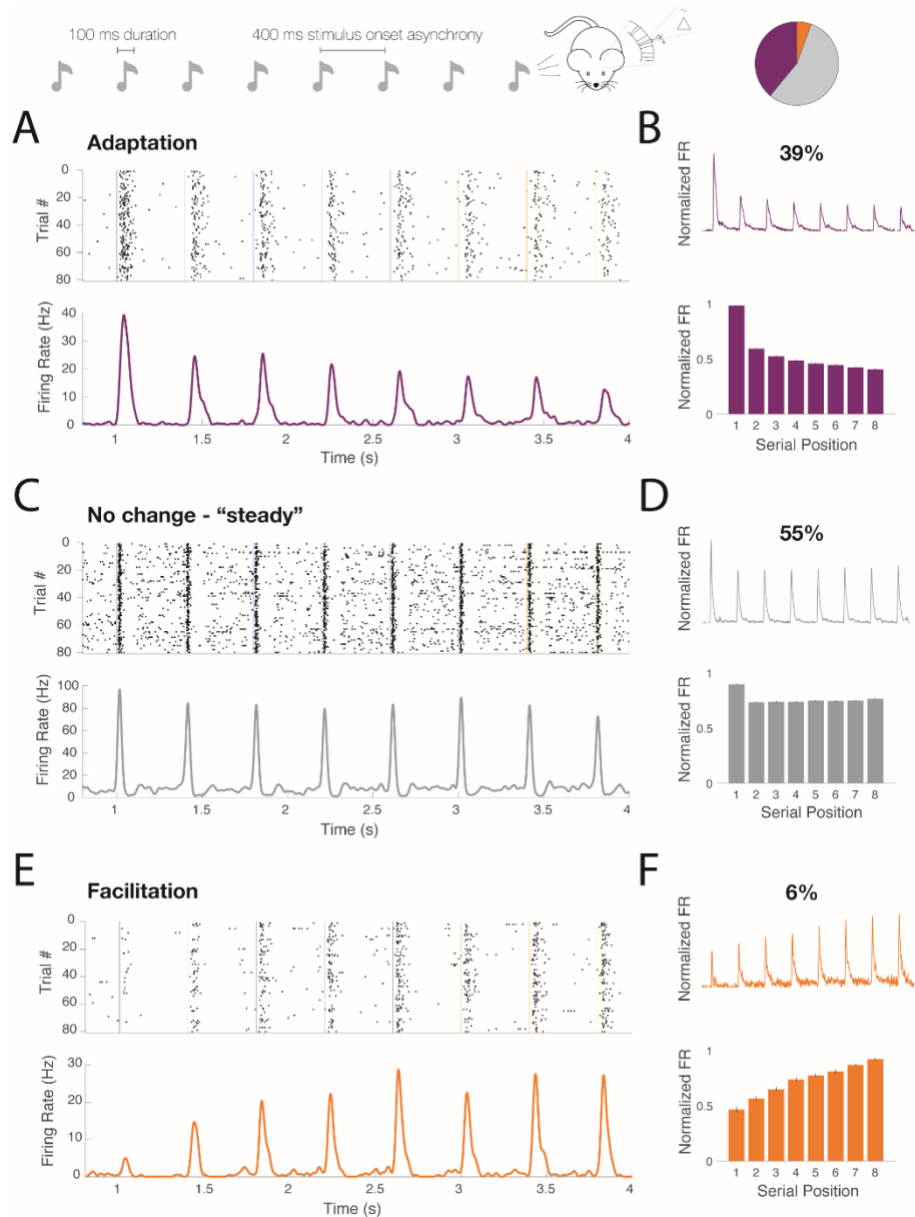 100 ms duration
400 ms stimulus onset asynchrony
A
Adaptation
Trial #
0
20
40
60
80
Firing Rate (Hz)
40
30
20
10
0
1
1.5
2
2.5
3
3.5
4
Time (s)
B
39%
Normalized FR
Normalized FR
1
0.5
0
1 2 3 4 5 6 7 8
Serial Position
C
No change - “steady”
Trial #
0
20
40
60
80
Firing Rate (Hz)
100
80
60
40
20
0
1
1.5
2
2.5
3
3.5
4
Time (s)
D
55%
Normalized FR
Normalized FR
1
0.5
0
1 2 3 4 5 6 7 8
Serial Position
E
Facilitation
Trial #
0
20
40
60
80
Firing Rate (Hz)
30
20
10
0
1
1.5
2
2.5
3
3.5
4
Time (s)
F
6%
Normalized FR
Normalized FR
1
0.5
0
1 2 3 4 5 6 7 8
Serial Position